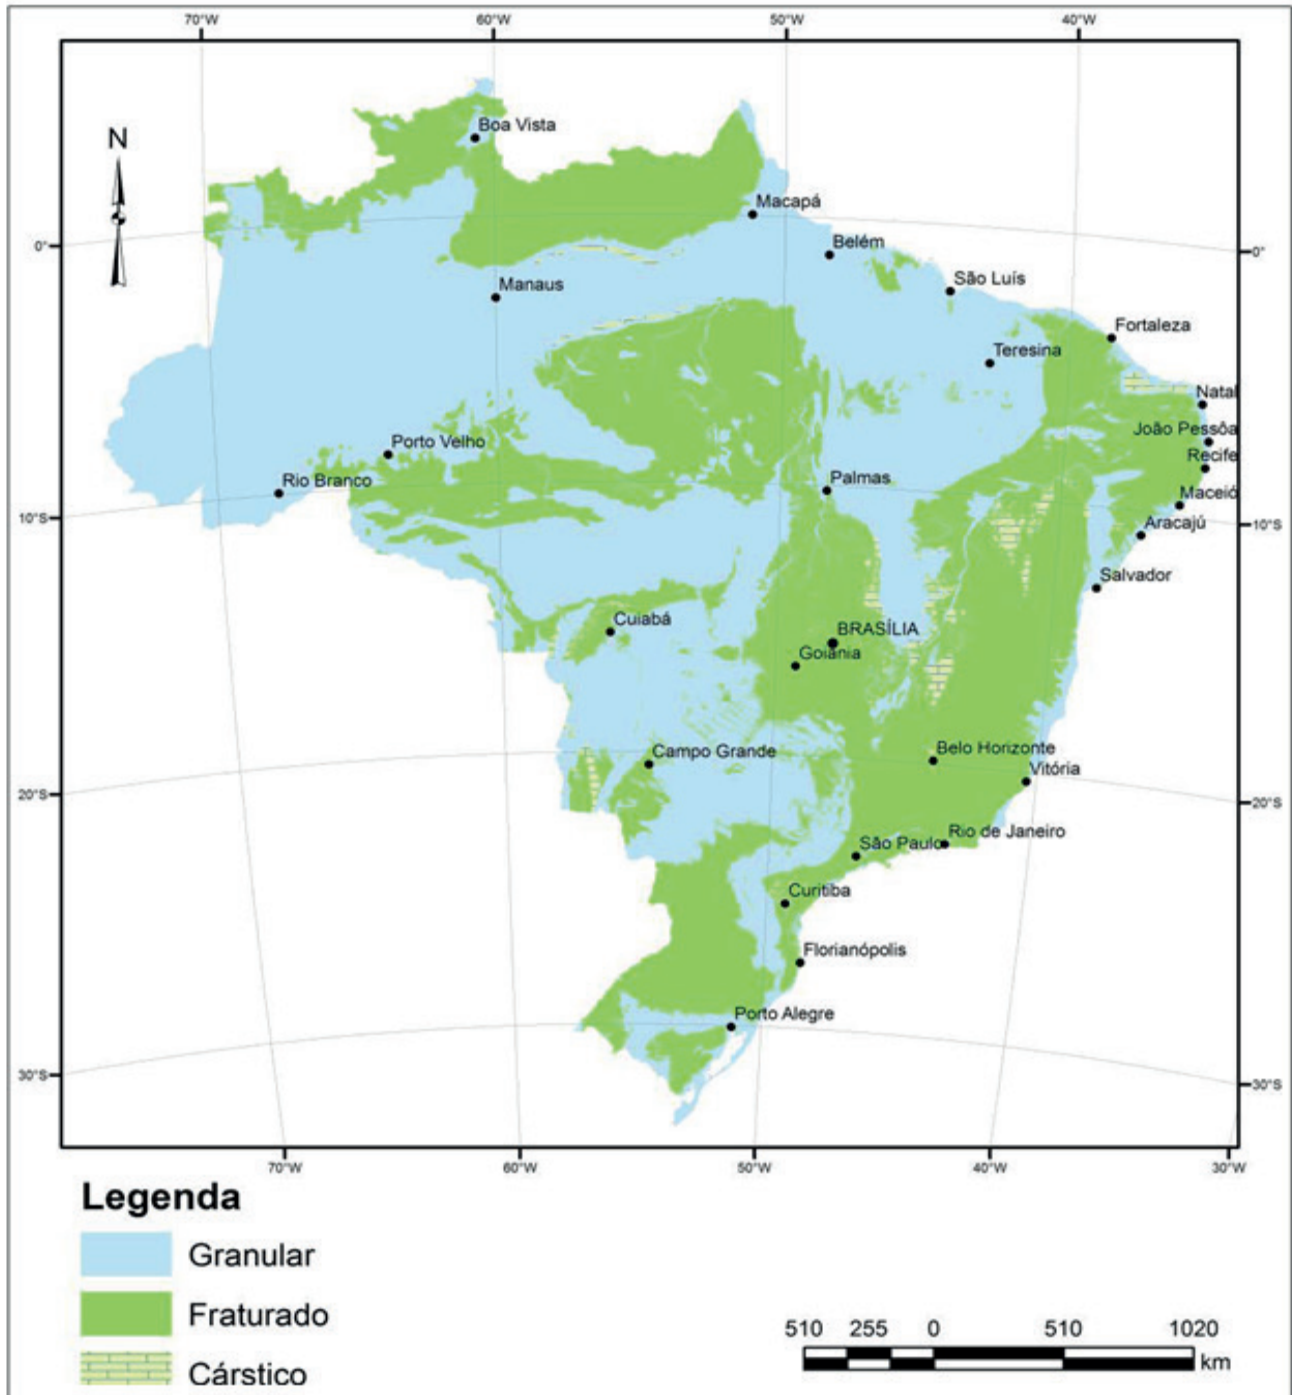 70°W 60°W 50°W 40°W
N
Boa Vista
Macapá
0° Belém 0°
São Luís
Manaus
Fortaleza
Teresina
Natal
João Pessôa
Porto Velho
Recife
Rio Branco
Palmas
Maceió
10°S Aracajú 10°S
Salvador
Cuiabá
BRASÍLIA
Goiânia
Campo Grande
Belo Horizonte
Vitória
20°S 20°S
Rio de Janeiro
São Paulo
Curitiba
Florianópolis
Porto Alegre
30°S 30°S
70°W 60°W 50°W 40°W 30°W
Legenda
Granular
Fraturado
Cárstico
510 255 0 510 1020
km